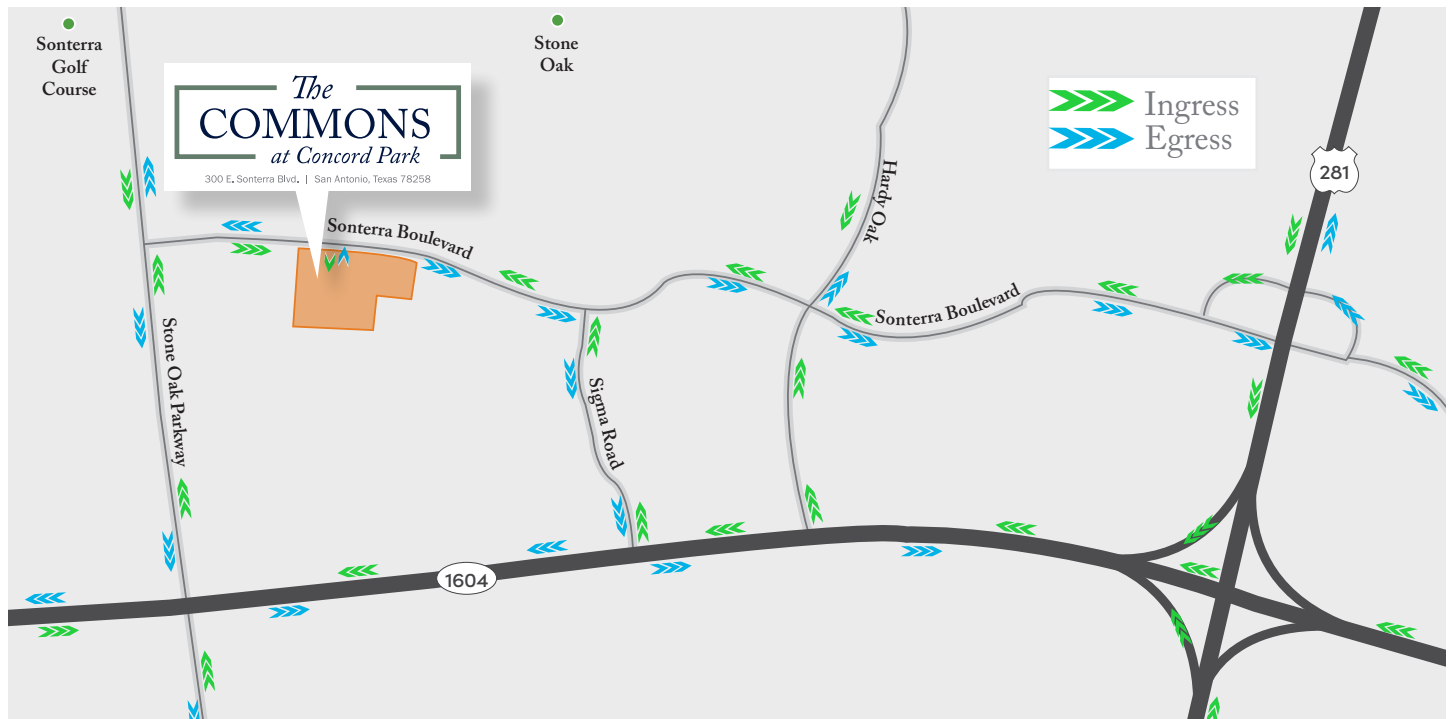 Sonterra
Golf
Course
Stone
Oak
The
COMMONS
at Concord Park
300 E. Sonterra Blvd. | San Antonio, Texas 78258
Ingress
Egress
281
Hardy Oak
Sonterra Boulevard
Sonterra Boulevard
Stone Oak Parkway
Sigma Road
1604